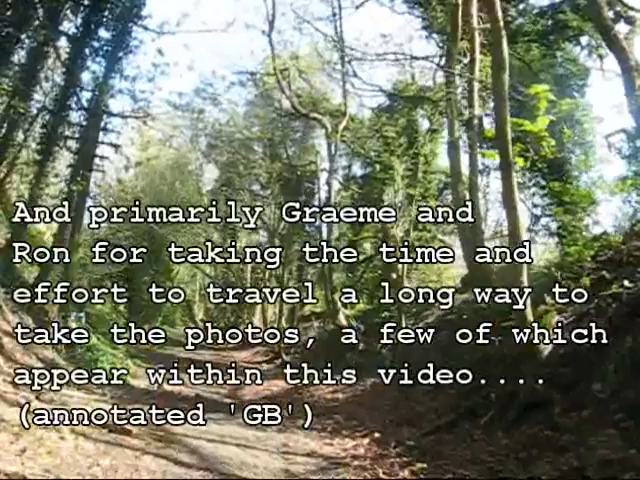 And primarily Graeme and
Ron for taking the time and
effort to travel a long way to
take the photos, a few of which
appear within this video....
(annotated 'GB')